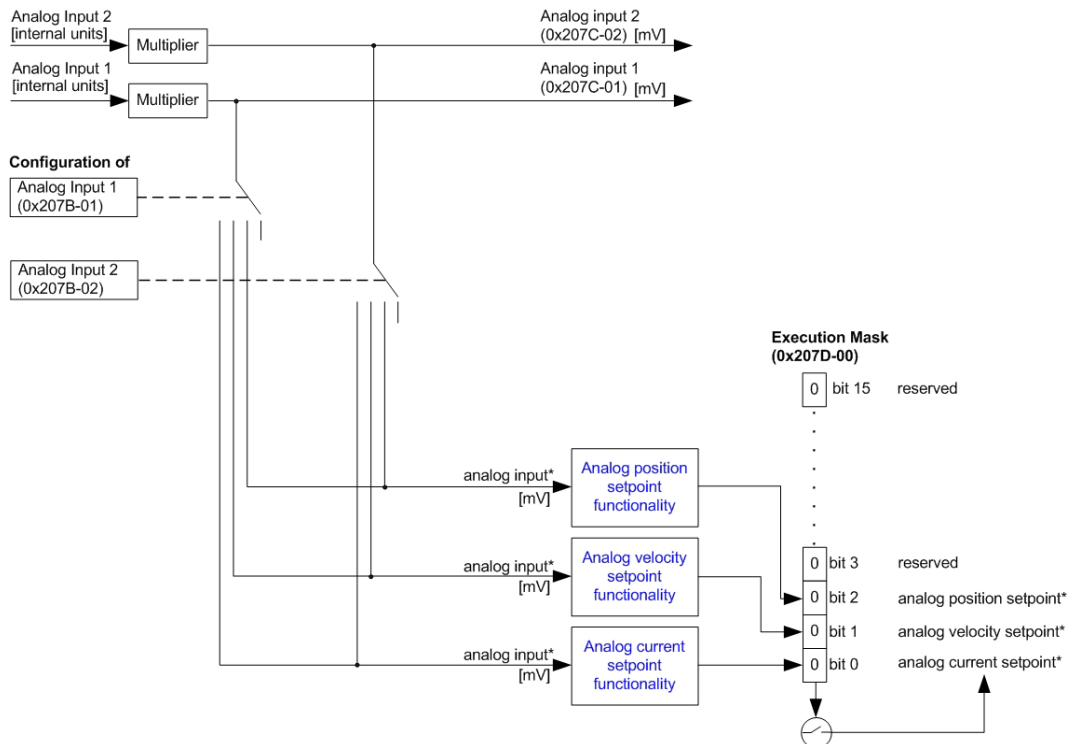 Analog Input 2
[internal units]
Multiplier
Analog input 2
(0x207C-02) [mV]
Analog Input 1
[internal units]
Multiplier
Analog input 1
(0x207C-01) [mV]
Configuration of
Analog Input 1
(0x207B-01)
Analog Input 2
(0x207B-02)
Execution Mask
(0x207D-00)
0 bit 15 reserved
analog input*
[mV]
Analog position
setpoint
functionality
analog input*
[mV]
Analog velocity
setpoint
functionality
analog input*
[mV]
Analog current
setpoint
functionality
0 bit 3 reserved
0 bit 2 analog position setpoint*
0 bit 1 analog velocity setpoint*
0 bit 0 analog current setpoint*